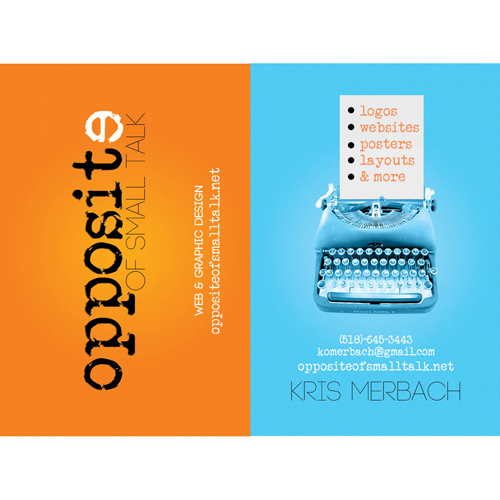 opposite
OF SMALL TALK
WEB & GRAPHIC DESIGN
oppositeofsmalltalk.net
• logos
• websites
• posters
• layouts
• & more
(518)-645-3443
komerbach@gmail.com
oppositeofsmalltalk.net
KRIS MERBACH